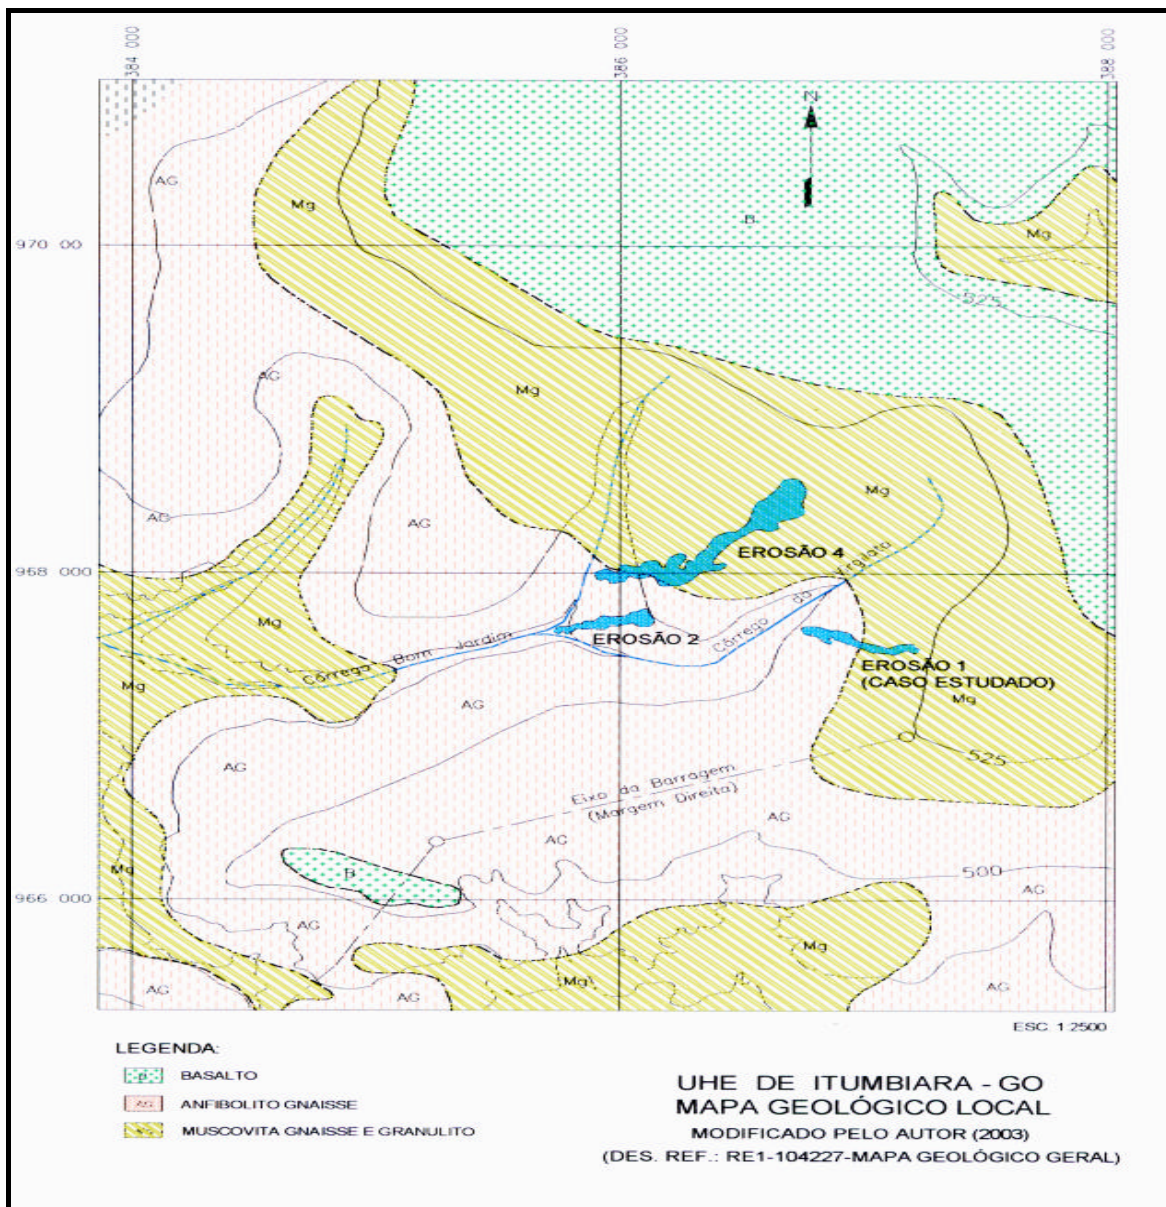 384 000
386 000
388 000
N
AG
Mg
B
970 00
Mg
525
AG
Mg
AG
AG
Mg
EROSÃO 4
968 000
Córrego da Virgilato
Mg
Córrego Bom Jardim
EROSÃO 2
EROSÃO 1
(CASO ESTUDADO)
Mg
Mg
AG
525
AG
Eixo da Barragem
(Margem Direita)
AG
AG
Mg
B
500
AG
966 000
AG
Mg
Mg
AG
AG
AG
ESC 1:2500
LEGENDA:
B BASALTO
AG ANFIBOLITO GNAISSE
MUSCOVITA GNAISSE E GRANULITO
UHE DE ITUMBIARA - GO
MAPA GEOLÓGICO LOCAL
MODIFICADO PELO AUTOR (2003)
(DES. REF.: RE1-104227-MAPA GEOLÓGICO GERAL)